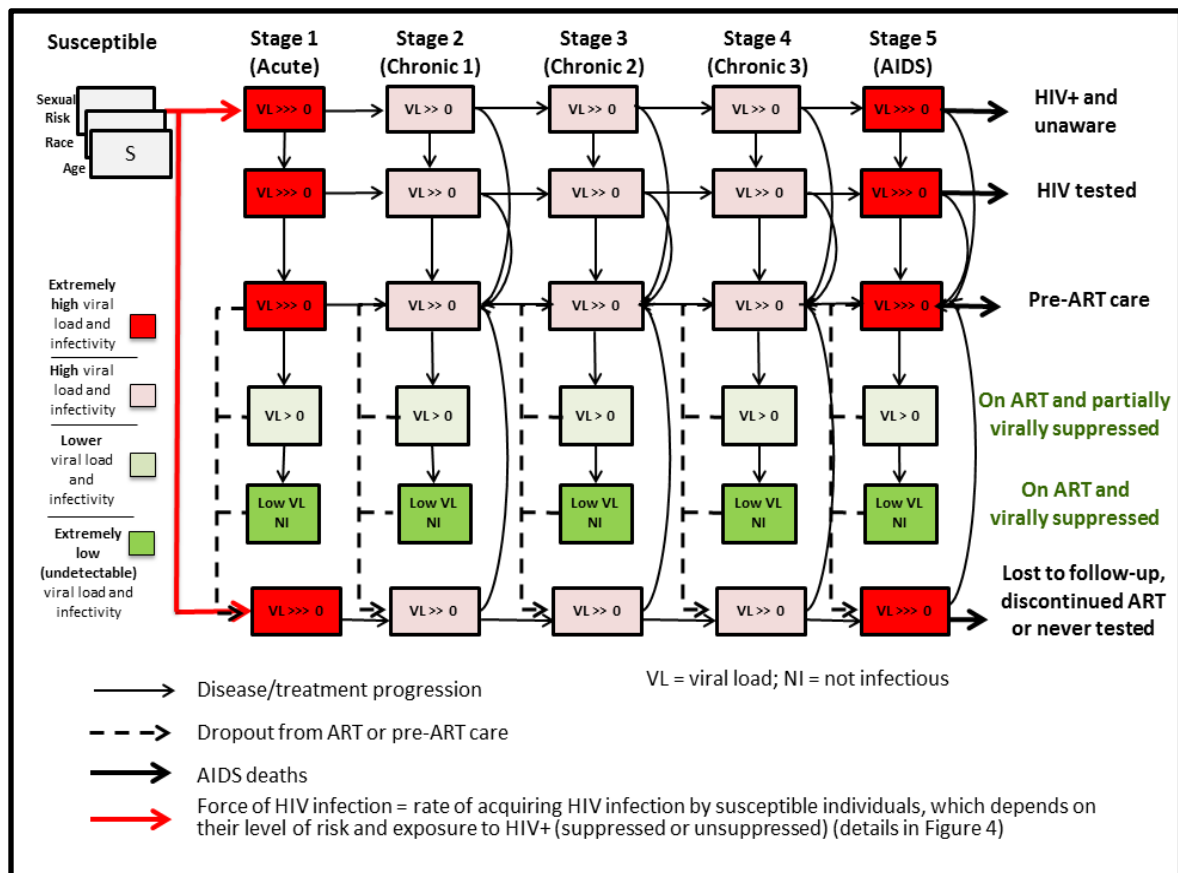 Susceptible
Stage 1
(Acute)
Stage 2
(Chronic 1)
Stage 3
(Chronic 2)
Stage 4
(Chronic 3)
Stage 5
(AIDS)
Sexual
Risk
Race
Age
S
VL >>> 0
VL >> 0
VL >> 0
VL >> 0
VL >>> 0
HIV+ and
unaware
VL >>> 0
VL >> 0
VL >> 0
VL >> 0
VL >>> 0
HIV tested
VL >>> 0
VL >> 0
VL >> 0
VL >> 0
VL >>> 0
Pre-ART care
VL > 0
VL > 0
VL > 0
VL > 0
VL > 0
On ART and partially
virally suppressed
Low VL
NI
Low VL
NI
Low VL
NI
Low VL
NI
Low VL
NI
On ART and
virally suppressed
VL >>> 0
VL >> 0
VL >> 0
VL >> 0
VL >>> 0
Lost to follow-up,
discontinued ART
or never tested
Extremely
high viral
load and
infectivity
High viral
load and
infectivity
Lower
viral load
and
infectivity
Extremely
low
(undetectable)
viral load and
infectivity
VL = viral load; NI = not infectious
Disease/treatment progression
Dropout from ART or pre-ART care
AIDS deaths
Force of HIV infection = rate of acquiring HIV infection by susceptible individuals, which depends on
their level of risk and exposure to HIV+ (suppressed or unsuppressed) (details in Figure 4)